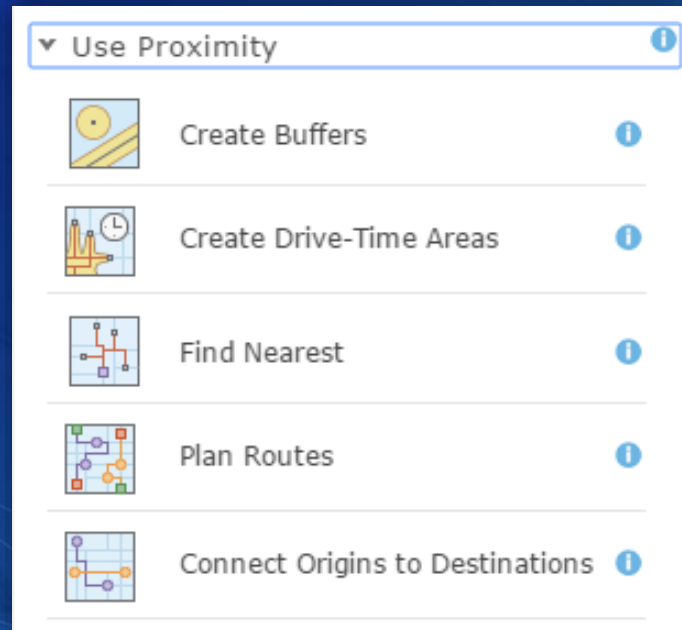 Use Proximity
Create Buffers
Create Drive-Time Areas
Find Nearest
Plan Routes
Connect Origins to Destinations